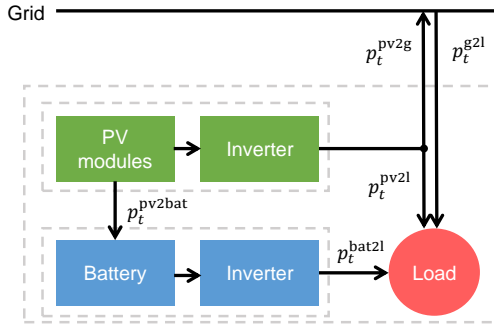 Grid
p_t^pv2g
p_t^g2l
PV
modules
Inverter
p_t^pv2l
p_t^pv2bat
Battery
Inverter
p_t^bat2l
Load